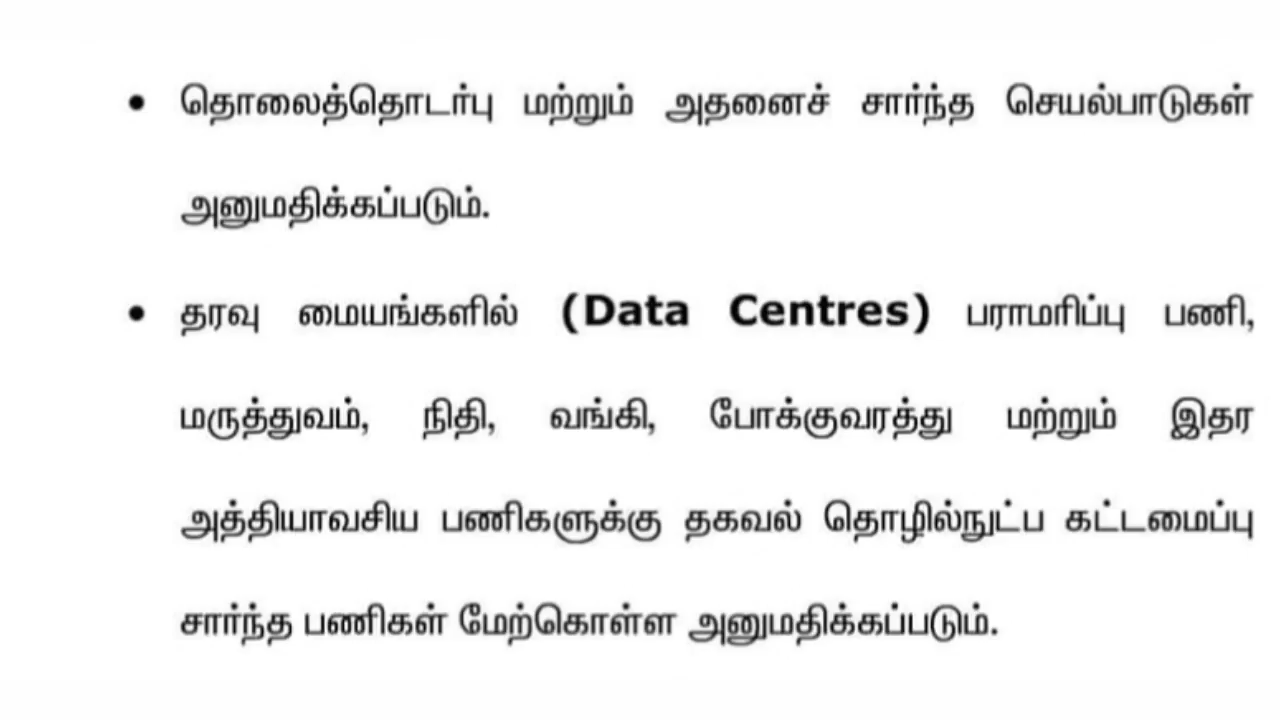 • தொலைத்தொடர்பு மற்றும் அதனைச் சார்ந்த செயல்பாடுகள்
அனுமதிக்கப்படும்.
• தரவு மையங்களில் (Data Centres) பராமரிப்பு பணி,
மருத்துவம், நிதி, வங்கி, போக்குவரத்து மற்றும் இதர
அத்தியாவசிய பணிகளுக்கு தகவல் தொழில்நுட்ப கட்டமைப்பு
சார்ந்த பணிகள் மேற்கொள்ள அனுமதிக்கப்படும்.